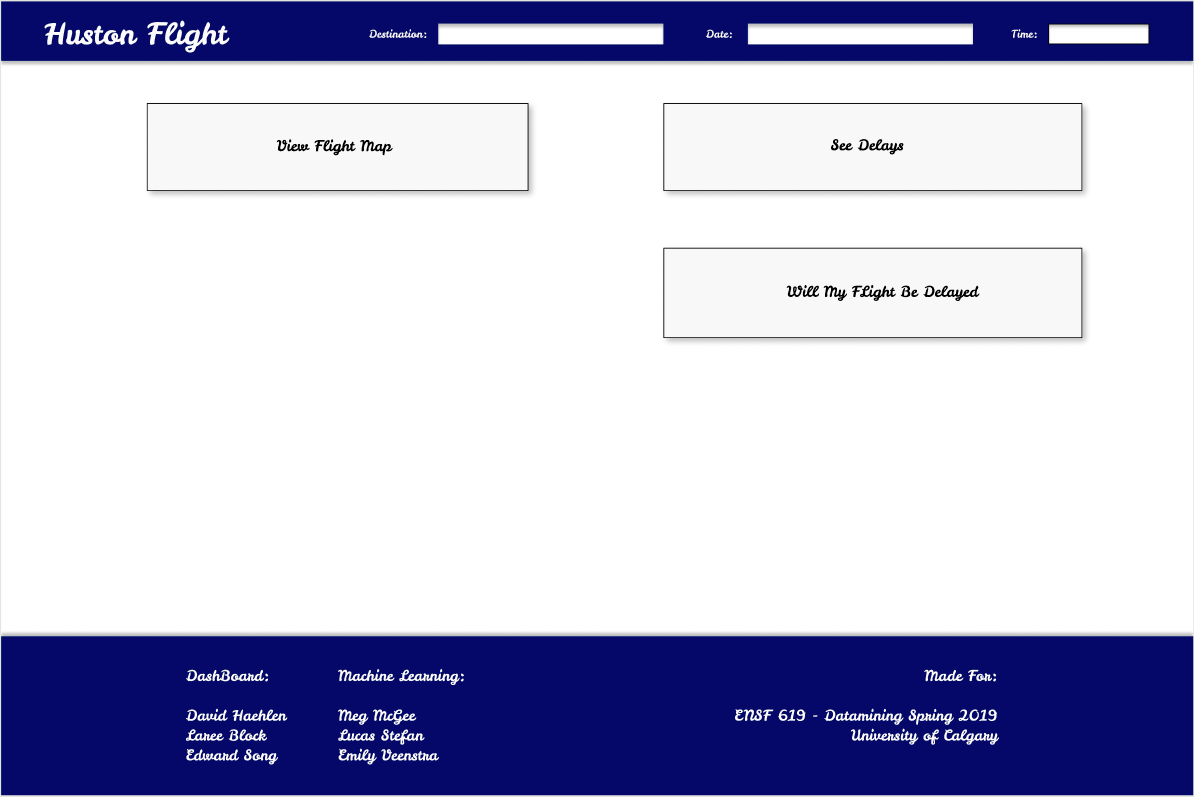 Huston Flight
Destination:
Date:
Time:
View Flight Map
See Delays
Will My FLight Be Delayed
DashBoard:
David Haehlen
Laree Block
Edward Song
Machine Learning:
Meg McGee
Lucas Stefan
Emily Veenstra
Made For:
ENSF 619 - Datamining Spring 2019
University of Calgary